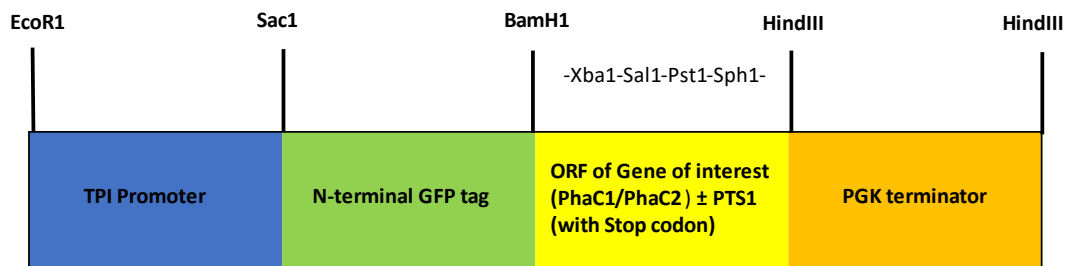 EcoR1 Sac1 BamH1 HindIII HindIII
-Xba1-Sal1-Pst1-Sph1-
TPI Promoter
N-terminal GFP tag
ORF of Gene of interest
(PhaC1/PhaC2 ) ± PTS1
(with Stop codon)
PGK terminator